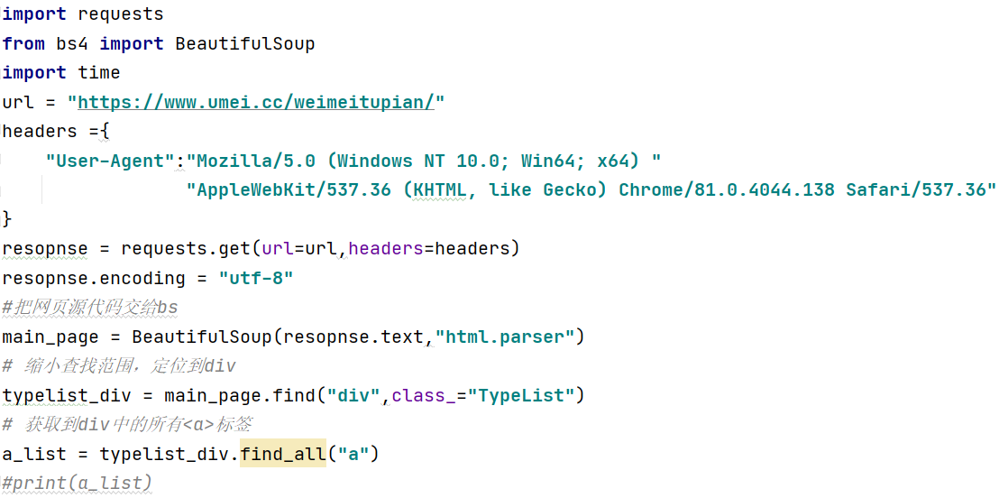 import requests
from bs4 import BeautifulSoup
import time
url = "https://www.umei.cc/weimeitupian/"
headers ={
    "User-Agent":"Mozilla/5.0 (Windows NT 10.0; Win64; x64) "
                 "AppleWebKit/537.36 (KHTML, like Gecko) Chrome/81.0.4044.138 Safari/537.36"
}
resopnse = requests.get(url=url,headers=headers)
resopnse.encoding = "utf-8"
#把网页源代码交给bs
main_page = BeautifulSoup(resopnse.text,"html.parser")
# 缩小查找范围，定位到div
typelist_div = main_page.find("div",class_="TypeList")
# 获取到div中的所有<a>标签
a_list = typelist_div.find_all("a")
#print(a_list)